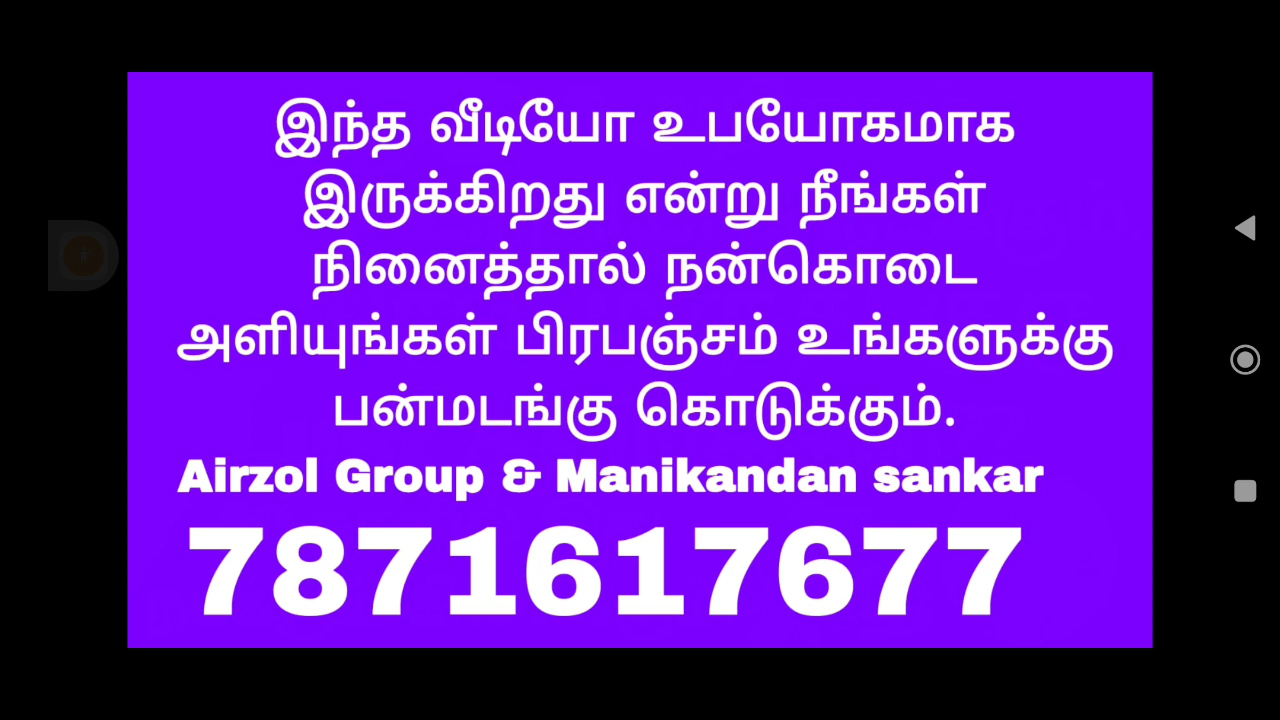 இந்த வீடியோ உபயோகமாக
இருக்கிறது என்று நீங்கள்
நினைத்தால் நன்கொடை
அளியுங்கள் பிரபஞ்சம் உங்களுக்கு
பன்மடங்கு கொடுக்கும்.
Airzol Group & Manikandan sankar
7871617677